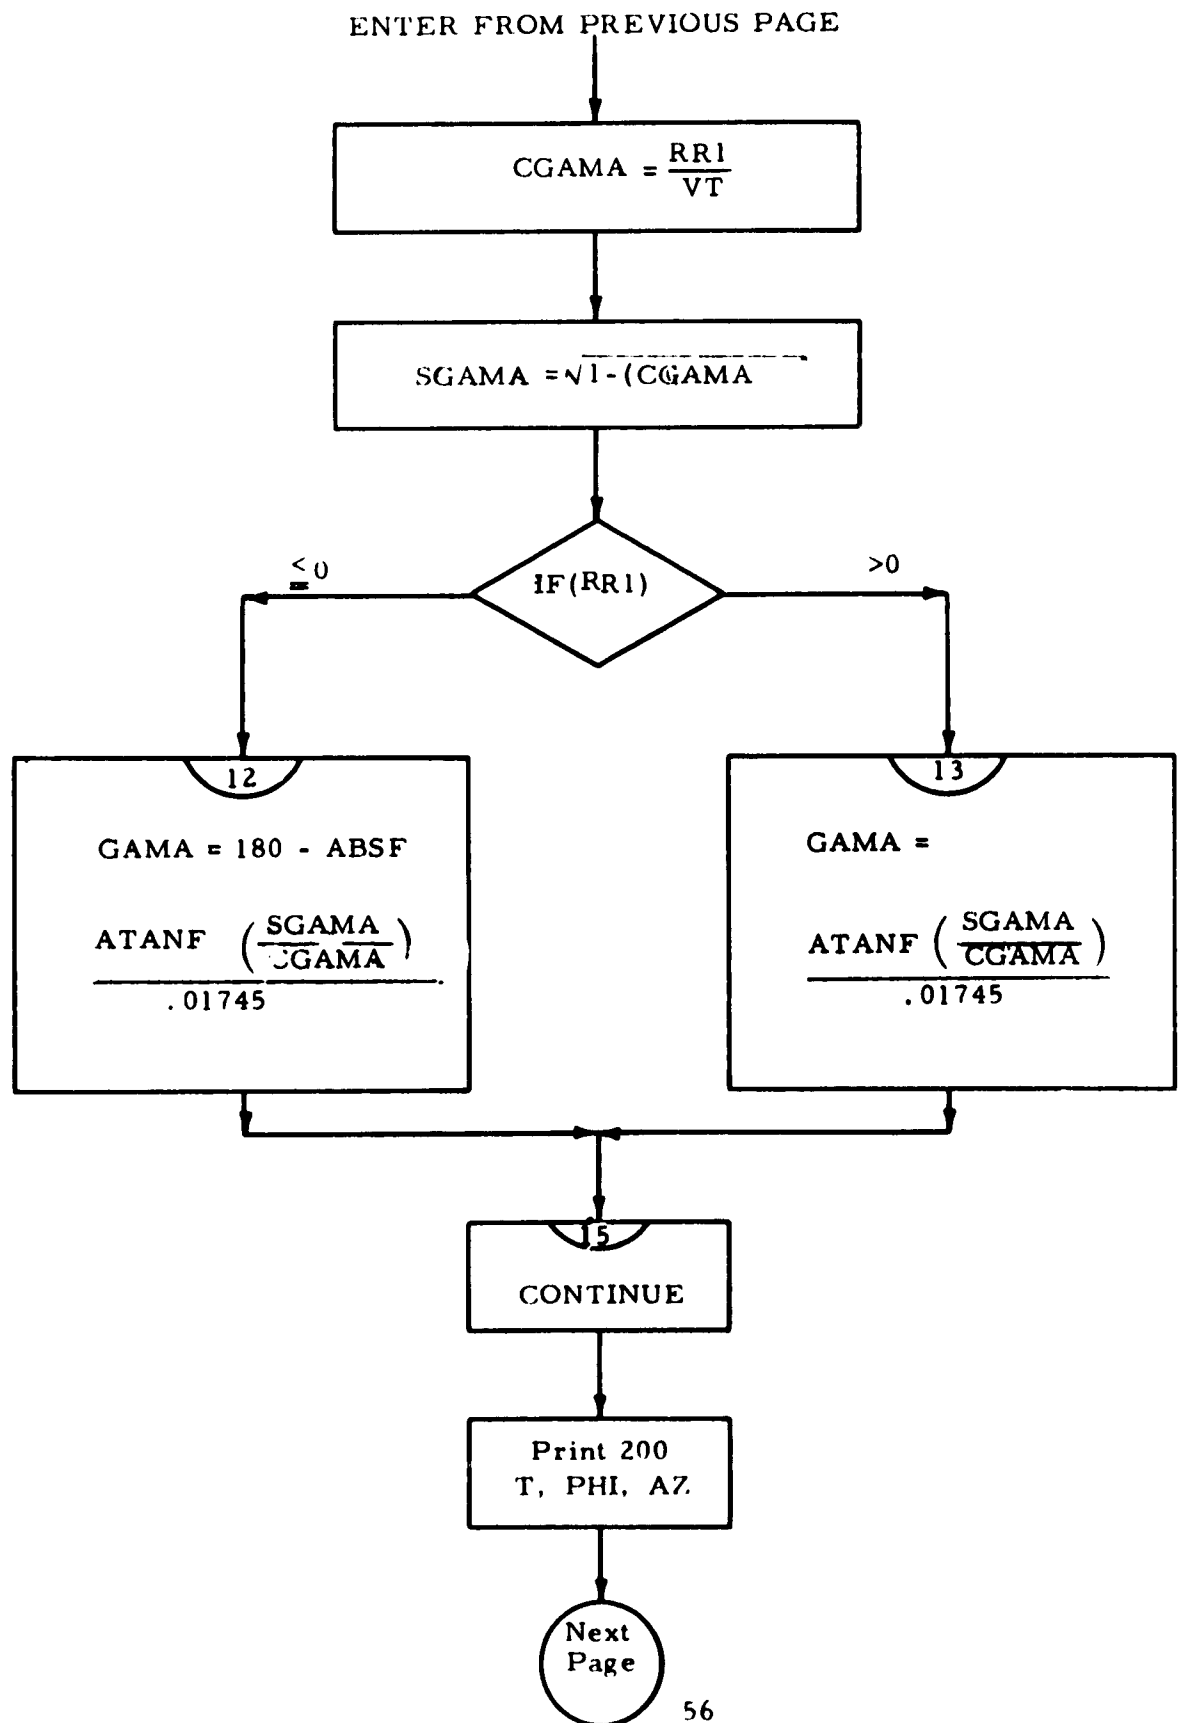 ENTER FROM PREVIOUS PAGE
CGAMA = RR1
VT
SGAMA = √1-(CGAMA
IF(RR1)
≤ 0
>0
12
GAMA = 180 - ABSF
ATANF (SGAMA
CGAMA)
.01745
13
GAMA =
ATANF (SGAMA
CGAMA)
.01745
15
CONTINUE
Print 200
T, PHI, AZ
Next
Page
56